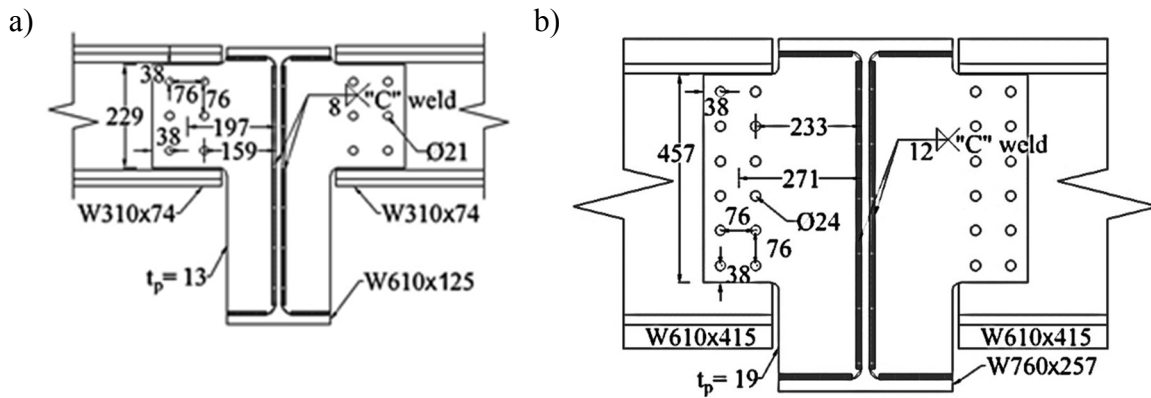 a)
38
76
76
229
197
38
159
8
"C" weld
Ø21
W310x74
W310x74
tₚ= 13
W610x125
b)
38
233
457
12
"C" weld
271
76
Ø24
76
38
W610x415
W610x415
tₚ= 19
W760x257